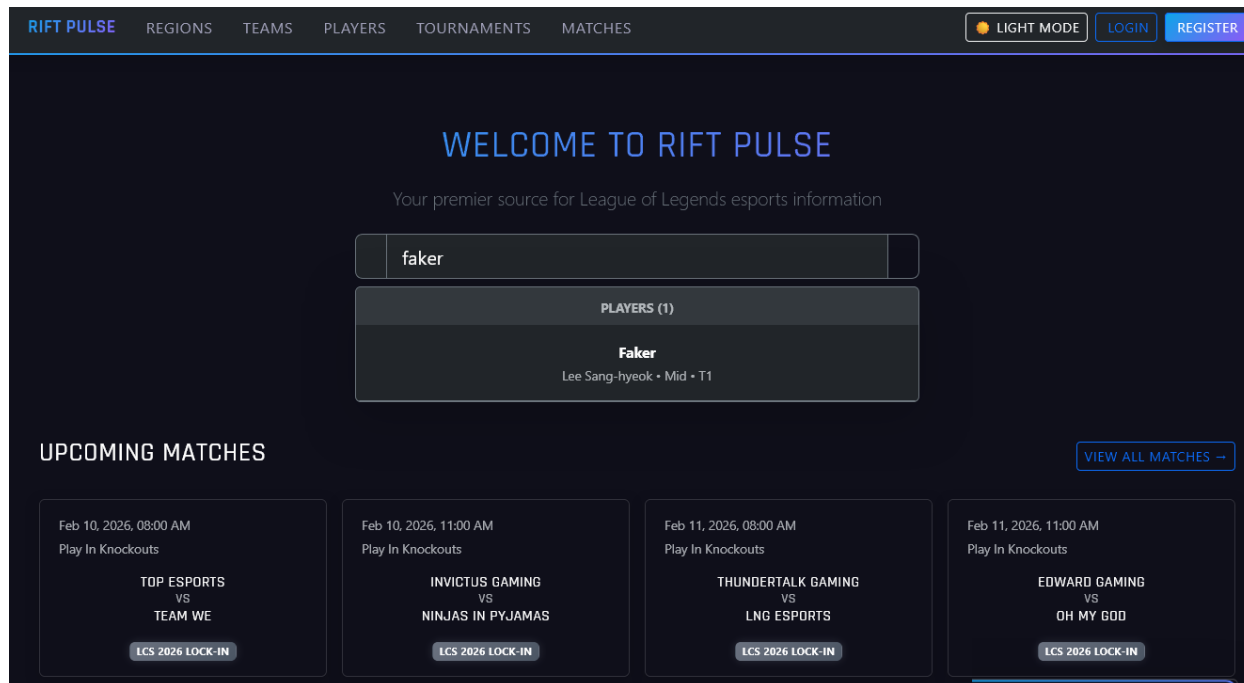 RIFT PULSE REGIONS TEAMS PLAYERS TOURNAMENTS MATCHES LIGHT MODE LOGIN REGISTER
WELCOME TO RIFT PULSE
Your premier source for League of Legends esports information
faker
PLAYERS (1)
Faker
Lee Sang-hyeok • Mid • T1
UPCOMING MATCHES
VIEW ALL MATCHES →
Feb 10, 2026, 08:00 AM
Play In Knockouts
TOP ESPORTS
VS
TEAM WE
LCS 2026 LOCK-IN
Feb 10, 2026, 11:00 AM
Play In Knockouts
INVICTUS GAMING
VS
NINJAS IN PYJAMAS
LCS 2026 LOCK-IN
Feb 11, 2026, 08:00 AM
Play In Knockouts
THUNDERTALK GAMING
VS
LNG ESPORTS
LCS 2026 LOCK-IN
Feb 11, 2026, 11:00 AM
Play In Knockouts
EDWARD GAMING
VS
OH MY GOD
LCS 2026 LOCK-IN